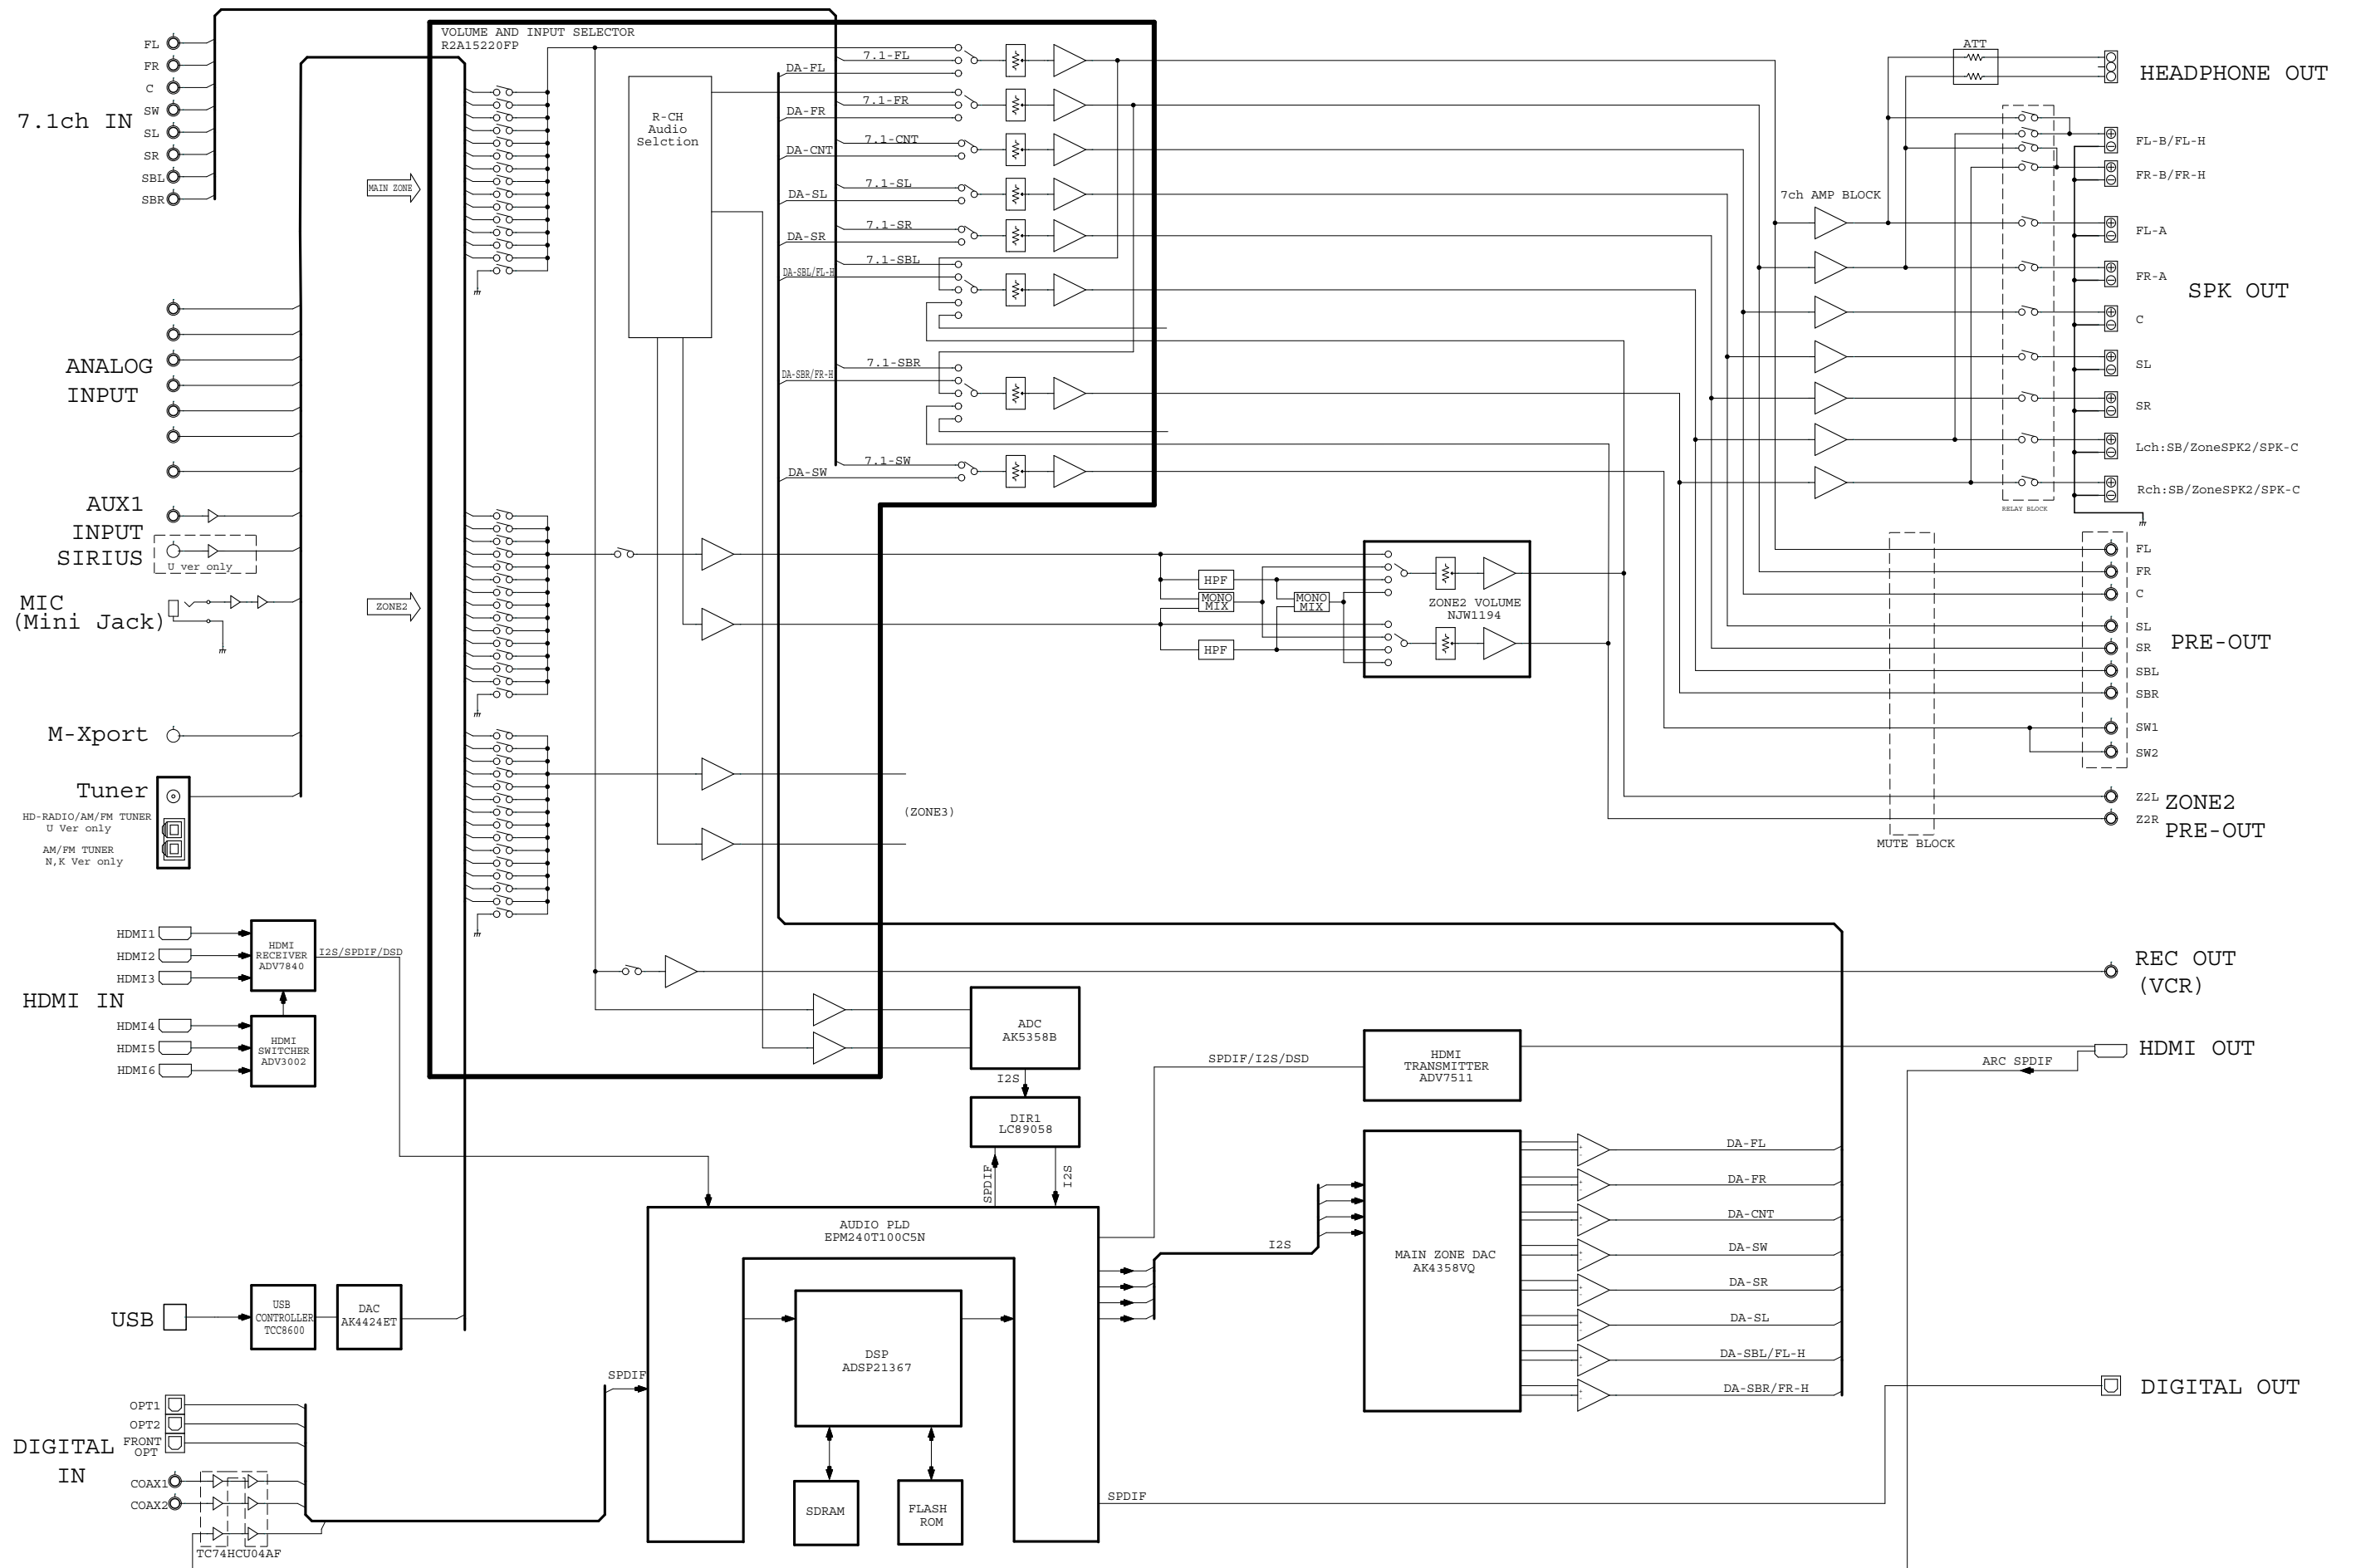 VOLUME AND INPUT SELECTOR
R2A15220FP
7.1ch IN
FL
FR
C
SW
SL
SR
SBL
SBR
MAIN ZONE
R-CH
Audio
Selction
DA-FL
7.1-FL
DA-FR
7.1-FR
DA-CNT
7.1-CNT
DA-SL
7.1-SL
DA-SR
7.1-SR
7.1-SBL
DA-SBL/FL-H
7.1-SBR
DA-SBR/FR-H
7.1-SW
DA-SW
ATT
HEADPHONE OUT
7ch AMP BLOCK
FL-B/FL-H
FR-B/FR-H
FL-A
FR-A
SPK OUT
C
SL
SR
Lch:SB/ZoneSPK2/SPK-C
Rch:SB/ZoneSPK2/SPK-C
RELAY BLOCK
ANALOG
INPUT
AUX1
INPUT
SIRIUS
U ver only
MIC
(Mini Jack)
ZONE2
HPF
MONO
MIX
MONO
MIX
HPF
ZONE2 VOLUME
NJW1194
FL
FR
C
SL
SR
SBL
SBR
SW1
SW2
PRE-OUT
Z2L
Z2R
ZONE2
PRE-OUT
MUTE BLOCK
M-Xport
Tuner
HD-RADIO/AM/FM TUNER
U Ver only
AM/FM TUNER
N,K Ver only
(ZONE3)
HDMI IN
HDMI1
HDMI2
HDMI3
HDMI4
HDMI5
HDMI6
HDMI
RECEIVER
ADV7840
I2S/SPDIF/DSD
HDMI
SWITCHER
ADV3002
REC OUT
(VCR)
ADC
AK5358B
I2S
DIR1
LC89058
SPDIF
I2S
SPDIF/I2S/DSD
HDMI
TRANSMITTER
ADV7511
HDMI OUT
ARC SPDIF
AUDIO PLD
EPM240T100C5N
I2S
MAIN ZONE DAC
AK4358VQ
+
-
DA-FL
+
-
DA-FR
+
-
DA-CNT
+
-
DA-SW
+
-
DA-SR
+
-
DA-SL
+
-
DA-SBL/FL-H
+
-
DA-SBR/FR-H
USB
USB
CONTROLLER
TCC8600
DAC
AK4424ET
DSP
ADSP21367
SDRAM
FLASH
ROM
SPDIF
DIGITAL
IN
OPT1
OPT2
FRONT
OPT
COAX1
COAX2
TC74HCU04AF
SPDIF
DIGITAL OUT